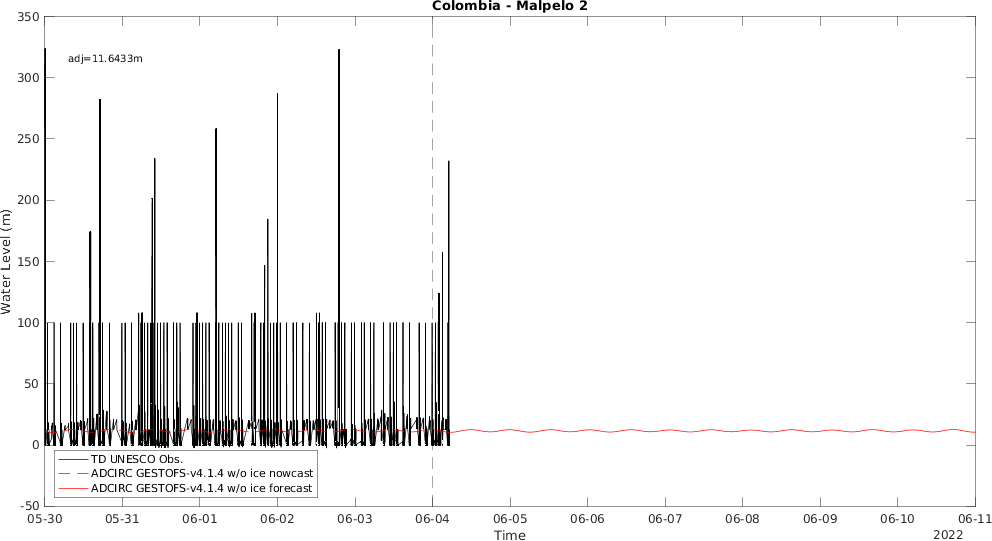 Colombia - Malpelo 2
adj=11.6433m
350
300
250
200
150
100
50
0
-50
Water Level (m)
TD UNESCO Obs.
ADCIRC GESTOFS-v4.1.4 w/o ice nowcast
ADCIRC GESTOFS-v4.1.4 w/o ice forecast
05-30 05-31 06-01 06-02 06-03 06-04 06-05 06-06 06-07 06-08 06-09 06-10 06-11
Time
2022